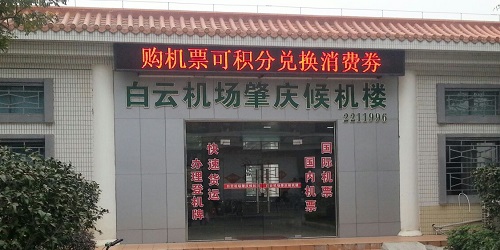 购机票可积分兑换消费券
白云机场肇庆候机楼
2211996
快速货运
办理登机牌
国际机票
国内机票